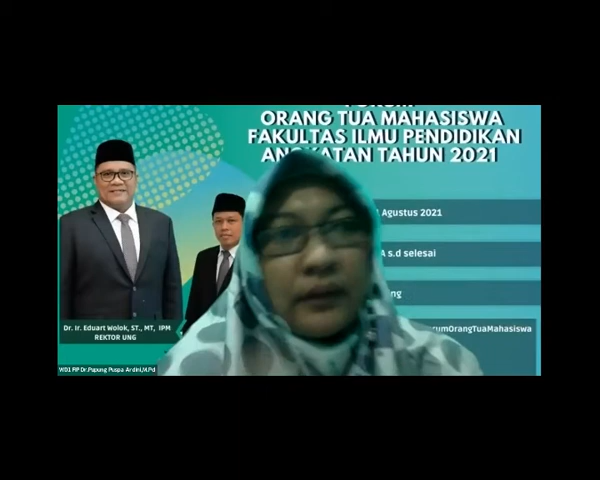 ORANG TUA MAHASISWA
FAKULTAS ILMU PENDIDIKAN
ANGKATAN TAHUN 2021
Agustus 2021
A s.d selesai
ng
rumOrangTuaMahasiswa
Dr. Ir. Eduart Wolok, ST., MT, IPM
REKTOR UNG
WD1 FIP Dr.Pupung Puspa Ardini,M.Pd